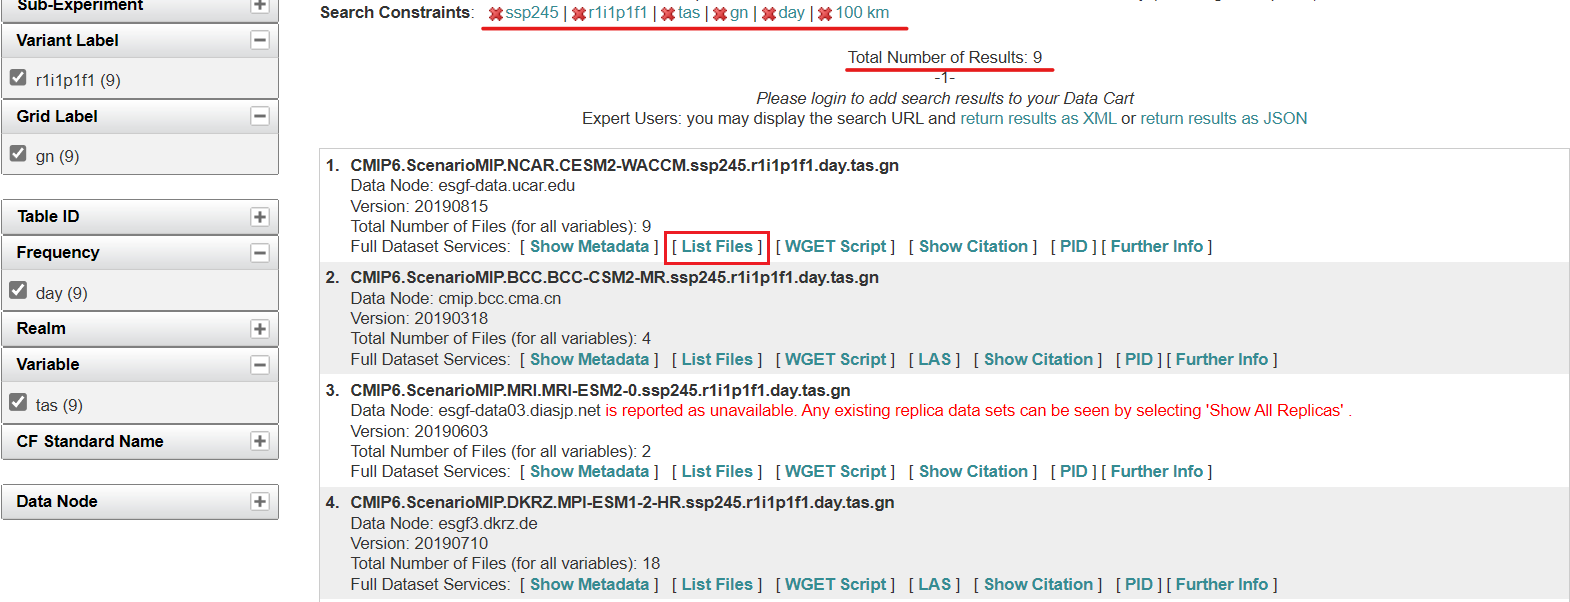 Sub-Experiment
Variant Label
r1i1p1f1 (9)
Grid Label
gn (9)
Table ID
Frequency
day (9)
Realm
Variable
tas (9)
CF Standard Name
Data Node
Search Constraints: ssp245 | r1i1p1f1 | tas | gn | day | 100 km
Total Number of Results: 9
-1-
Please login to add search results to your Data Cart
Expert Users: you may display the search URL and return results as XML or return results as JSON
1. CMIP6.ScenarioMIP.NCAR.CESM2-WACCM.ssp245.r1i1p1f1.day.tas.gn
Data Node: esgf-data.ucar.edu
Version: 20190815
Total Number of Files (for all variables): 9
Full Dataset Services: [ Show Metadata ] [ List Files ] [ WGET Script ] [ Show Citation ] [ PID ] [ Further Info ]
2. CMIP6.ScenarioMIP.BCC.BCC-CSM2-MR.ssp245.r1i1p1f1.day.tas.gn
Data Node: cmip.bcc.cma.cn
Version: 20190318
Total Number of Files (for all variables): 4
Full Dataset Services: [ Show Metadata ] [ List Files ] [ WGET Script ] [ LAS ] [ Show Citation ] [ PID ] [ Further Info ]
3. CMIP6.ScenarioMIP.MRI.MRI-ESM2-0.ssp245.r1i1p1f1.day.tas.gn
Data Node: esgf-data03.diasjp.net is reported as unavailable. Any existing replica data sets can be seen by selecting 'Show All Replicas' .
Version: 20190603
Total Number of Files (for all variables): 2
Full Dataset Services: [ Show Metadata ] [ List Files ] [ WGET Script ] [ Show Citation ] [ PID ] [ Further Info ]
4. CMIP6.ScenarioMIP.DKRZ.MPI-ESM1-2-HR.ssp245.r1i1p1f1.day.tas.gn
Data Node: esgf3.dkrz.de
Version: 20190710
Total Number of Files (for all variables): 18
Full Dataset Services: [ Show Metadata ] [ List Files ] [ WGET Script ] [ LAS ] [ Show Citation ] [ PID ] [ Further Info ]